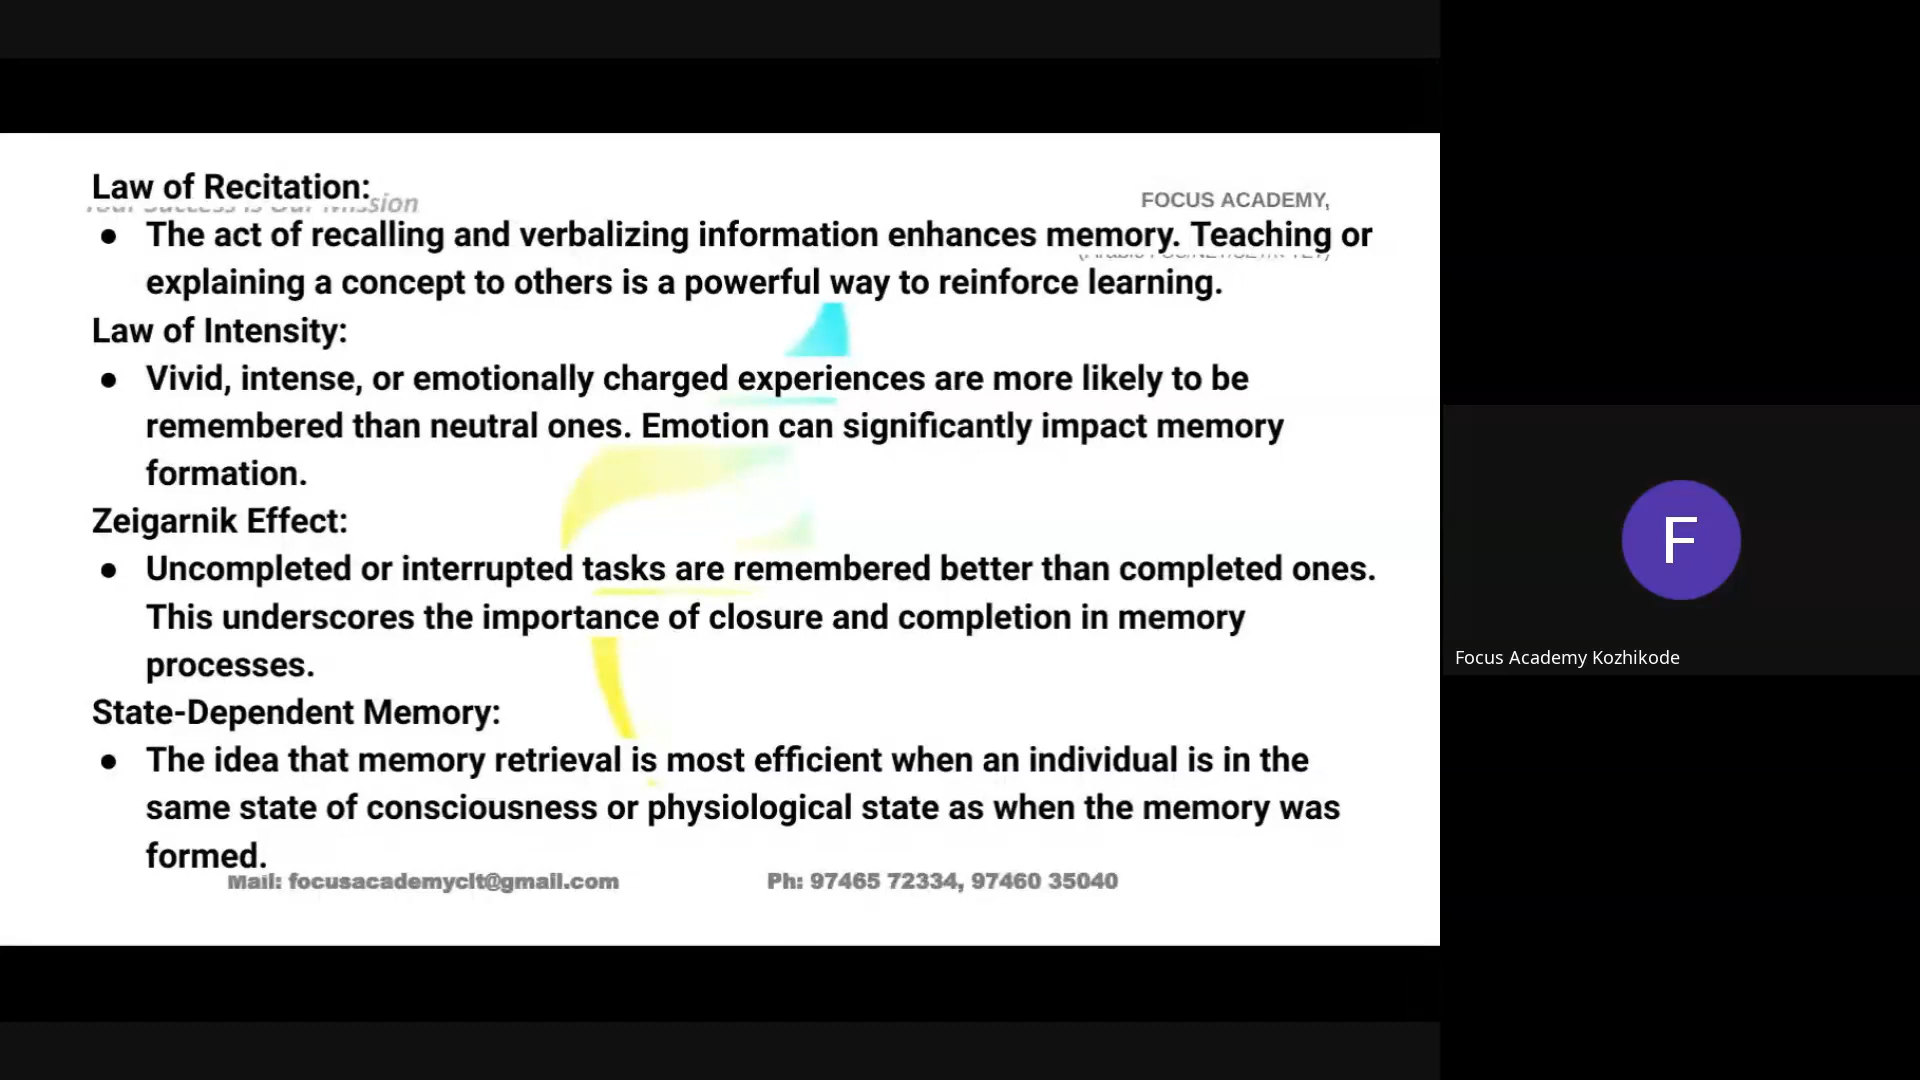 Law of Recitation:
sion
FOCUS ACADEMY,
● The act of recalling and verbalizing information enhances memory. Teaching or
explaining a concept to others is a powerful way to reinforce learning.
Law of Intensity:
● Vivid, intense, or emotionally charged experiences are more likely to be
remembered than neutral ones. Emotion can significantly impact memory
formation.
Zeigarnik Effect:
● Uncompleted or interrupted tasks are remembered better than completed ones.
This underscores the importance of closure and completion in memory
processes.
State-Dependent Memory:
● The idea that memory retrieval is most efficient when an individual is in the
same state of consciousness or physiological state as when the memory was
formed.
Mail: focusacademyclt@gmail.com Ph: 97465 72334, 97460 35040
F
Focus Academy Kozhikode